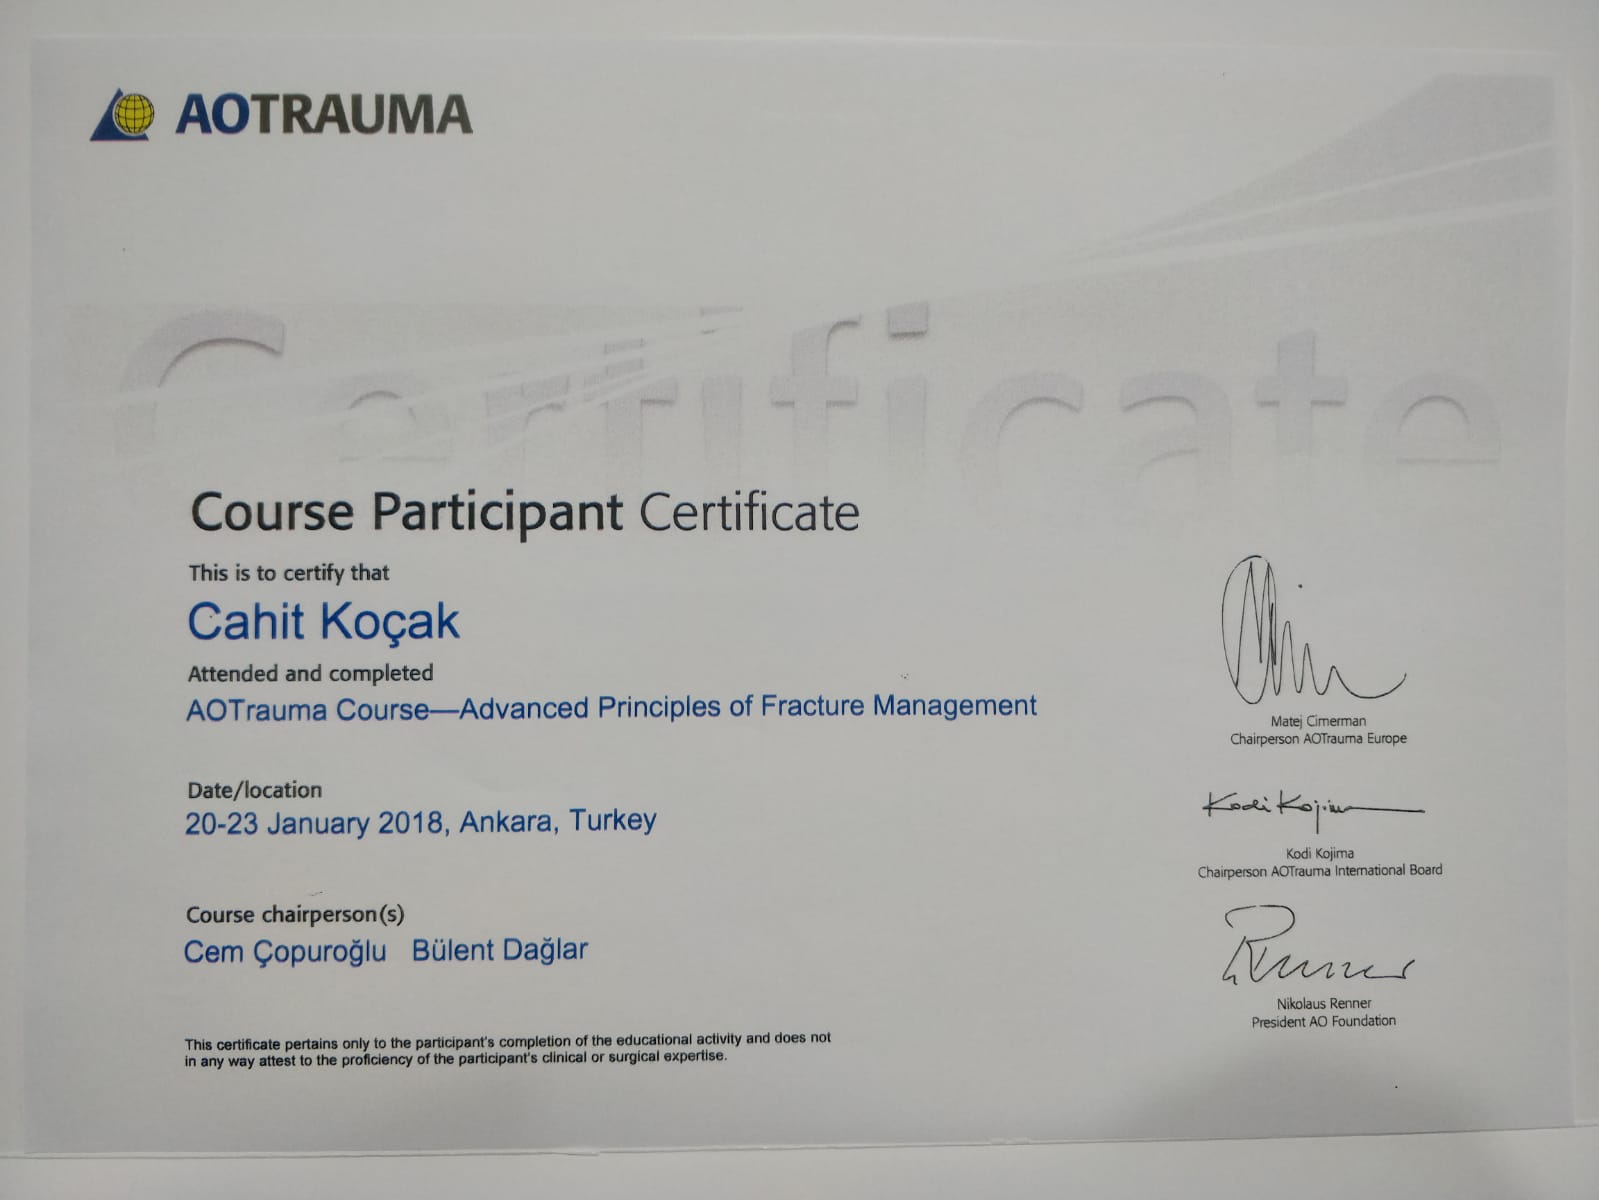 AOTRAUMA
Certificate
Course Participant Certificate
This is to certify that
Cahit Koçak
Attended and completed
AOTrauma Course—Advanced Principles of Fracture Management
Date/location
20-23 January 2018, Ankara, Turkey
Course chairperson(s)
Cem Çopuroğlu Bülent Dağlar
This certificate pertains only to the participant's completion of the educational activity and does not
in any way attest to the proficiency of the participant's clinical or surgical expertise.
Matej Cimerman
Chairperson AOTrauma Europe
Kodi Kojima
Kodi Kojima
Chairperson AOTrauma International Board
Renner
Nikolaus Renner
President AO Foundation